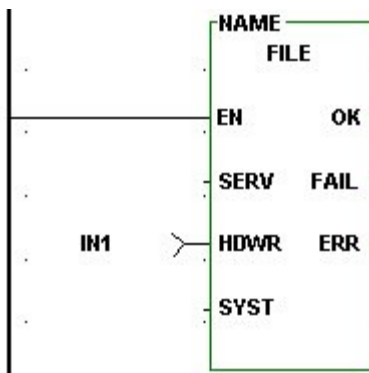 NAME
FILE
EN OK
SERV FAIL
IN1 HDWR ERR
SYST